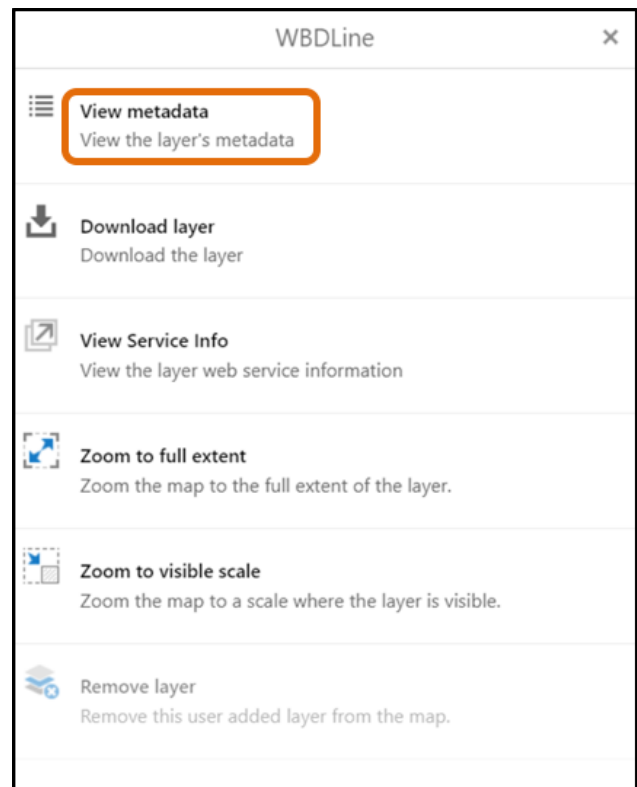 WBDLine
View metadata
View the layer's metadata
Download layer
Download the layer
View Service Info
View the layer web service information
Zoom to full extent
Zoom the map to the full extent of the layer.
Zoom to visible scale
Zoom the map to a scale where the layer is visible.
Remove layer
Remove this user added layer from the map.